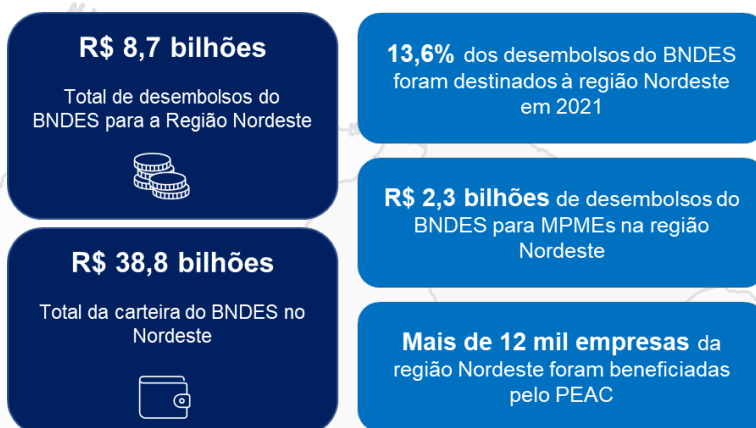 R$ 8,7 bilhões
Total de desembolsos do
BNDES para a Região Nordeste
R$ 38,8 bilhões
Total da carteira do BNDES no
Nordeste
13,6% dos desembolsos do BNDES
foram destinados à região Nordeste
em 2021
R$ 2,3 bilhões de desembolsos do
BNDES para MPMEs na região
Nordeste
Mais de 12 mil empresas da
região Nordeste foram beneficiadas
pelo PEAC